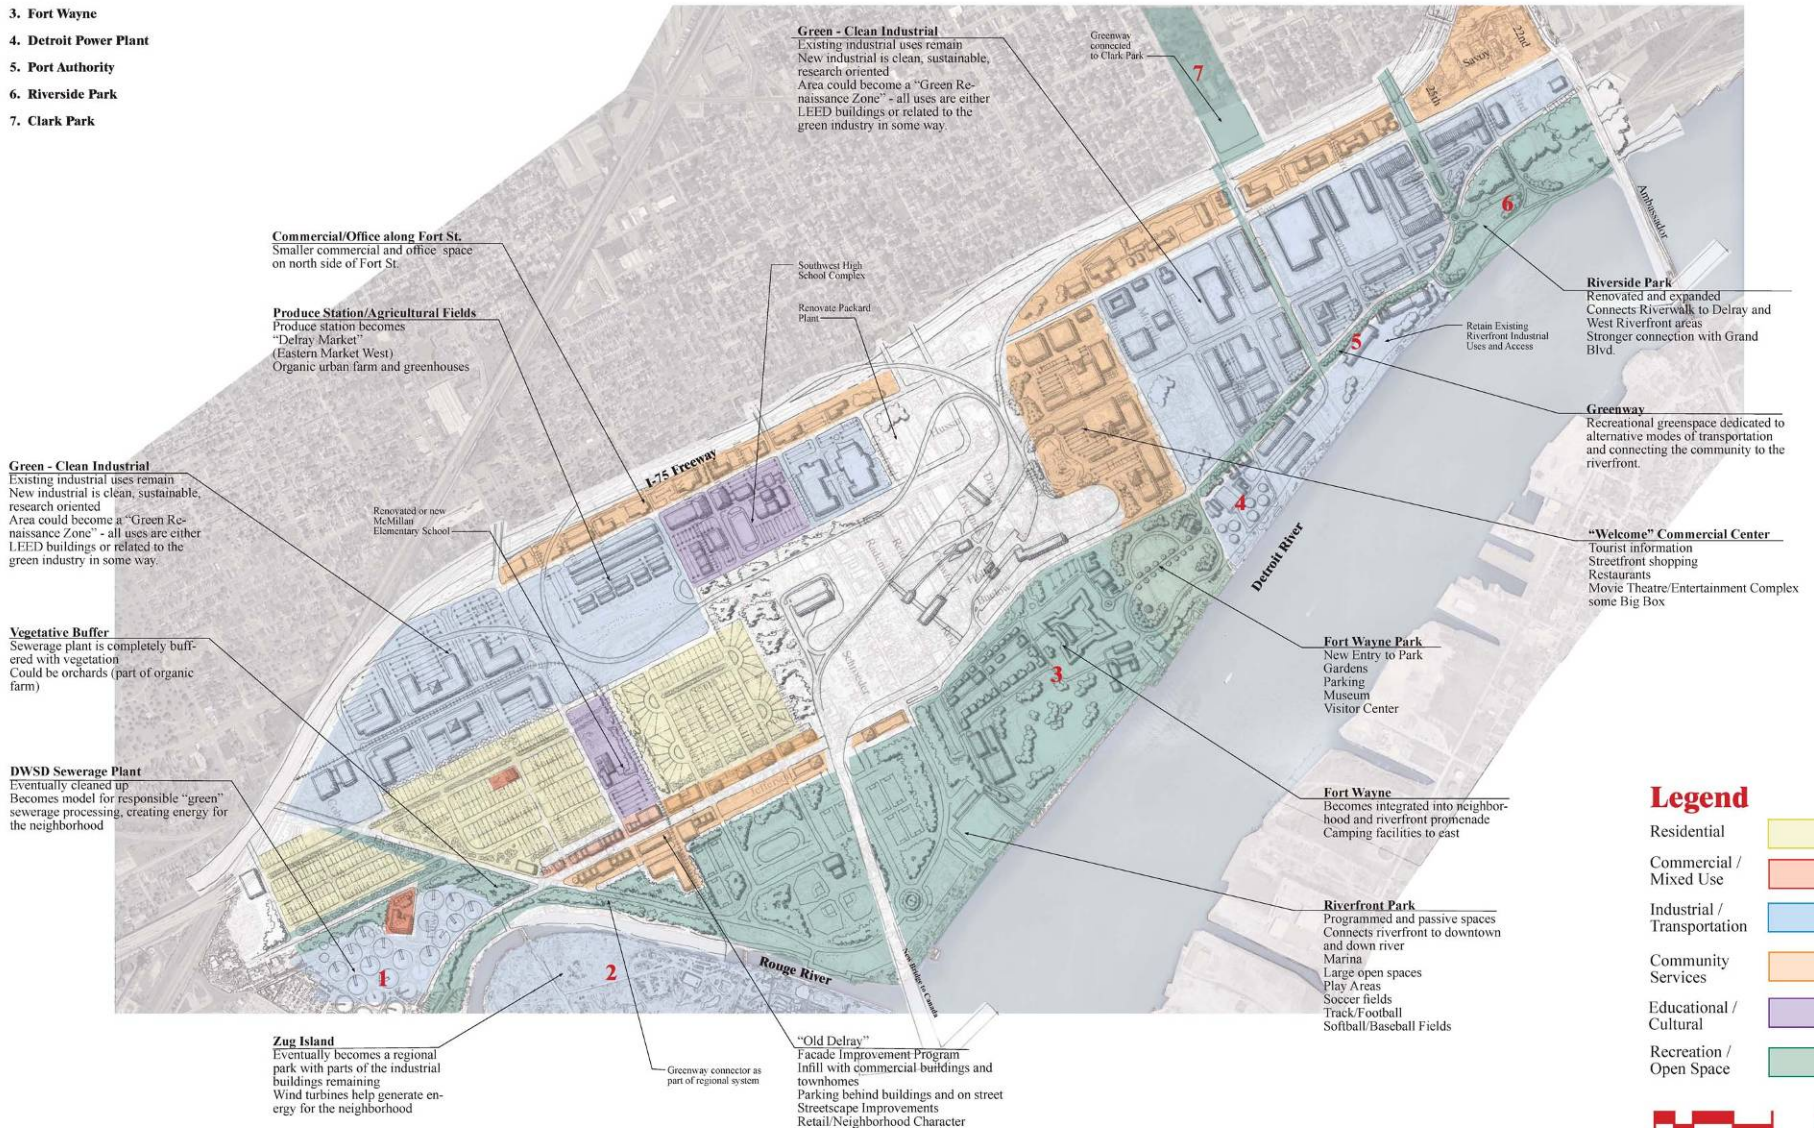 3. Fort Wayne
4. Detroit Power Plant
5. Port Authority
6. Riverside Park
7. Clark Park
Green - Clean Industrial
Existing industrial uses remain
New industrial is clean, sustainable,
research oriented
Area could become a “Green Re-
naissance Zone” - all uses are either
LEED buildings or related to the
green industry in some way.
Greenway
connected
to Clark Park
7
Savoy
22nd
25th
Ambassador
6
Commercial/Office along Fort St.
Smaller commercial and office space
on north side of Fort St.
Southwest High
School Complex
Renovate Packard
Plant
Produce Station/Agricultural Fields
Produce station becomes
“Delray Market”
(Eastern Market West)
Organic urban farm and greenhouses
Riverside Park
Renovated and expanded
Connects Riverwalk to Delray and
West Riverfront areas
Stronger connection with Grand
Blvd.
Retain Existing
Riverfront Industrial
Uses and Access
5
Greenway
Recreational greenspace dedicated to
alternative modes of transportation
and connecting the community to the
riverfront.
I-75 Freeway
Green - Clean Industrial
Existing industrial uses remain
New industrial is clean, sustainable,
research oriented
Area could become a “Green Re-
naissance Zone” - all uses are either
LEED buildings or related to the
green industry in some way.
Renovated or new
McMillan
Elementary School
4
Detroit River
“Welcome” Commercial Center
Tourist information
Streetfront shopping
Restaurants
Movie Theatre/Entertainment Complex
some Big Box
Vegetative Buffer
Sewerage plant is completely buff-
ered with vegetation
Could be orchards (part of organic
farm)
Fort Wayne Park
New Entry to Park
Gardens
Parking
Museum
Visitor Center
3
DWSD Sewerage Plant
Eventually cleaned up
Becomes model for responsible “green”
sewerage processing, creating energy for
the neighborhood
Fort Wayne
Becomes integrated into neighbor-
hood and riverfront promenade
Camping facilities to east
Riverfront Park
Programmed and passive spaces
Connects riverfront to downtown
and down river
Marina
Large open spaces
Play Areas
Soccer fields
Track/Football
Softball/Baseball Fields
1
2
Rouge River
New Bridge to Canada
Zug Island
Eventually becomes a regional
park with parts of the industrial
buildings remaining
Wind turbines help generate en-
ergy for the neighborhood
Greenway connector as
part of regional system
“Old Delray”
Facade Improvement Program
Infill with commercial buildings and
townhomes
Parking behind buildings and on street
Streetscape Improvements
Retail/Neighborhood Character
Legend
Residential
Commercial /
Mixed Use
Industrial /
Transportation
Community
Services
Educational /
Cultural
Recreation /
Open Space